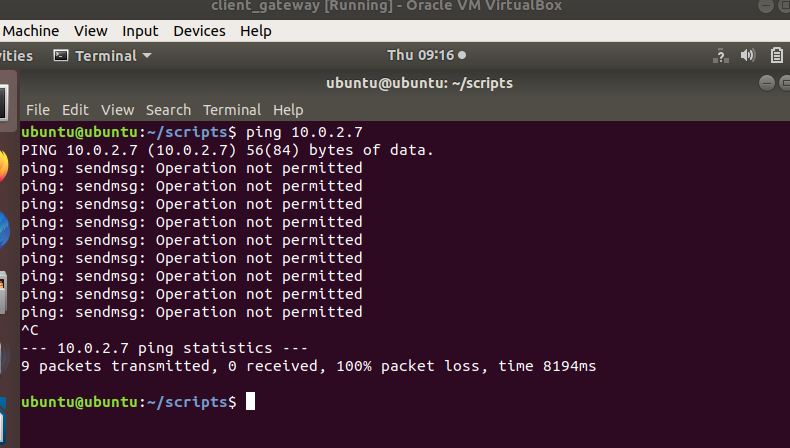 client_gateway [Running] - Oracle VM VirtualBox
Machine View Input Devices Help
ities Terminal Thu 09:16
ubuntu@ubuntu: ~/scripts
File Edit View Search Terminal Help
ubuntu@ubuntu:~/scripts$ ping 10.0.2.7
PING 10.0.2.7 (10.0.2.7) 56(84) bytes of data.
ping: sendmsg: Operation not permitted
ping: sendmsg: Operation not permitted
ping: sendmsg: Operation not permitted
ping: sendmsg: Operation not permitted
ping: sendmsg: Operation not permitted
ping: sendmsg: Operation not permitted
ping: sendmsg: Operation not permitted
ping: sendmsg: Operation not permitted
ping: sendmsg: Operation not permitted
^C
--- 10.0.2.7 ping statistics ---
9 packets transmitted, 0 received, 100% packet loss, time 8194ms
ubuntu@ubuntu:~/scripts$